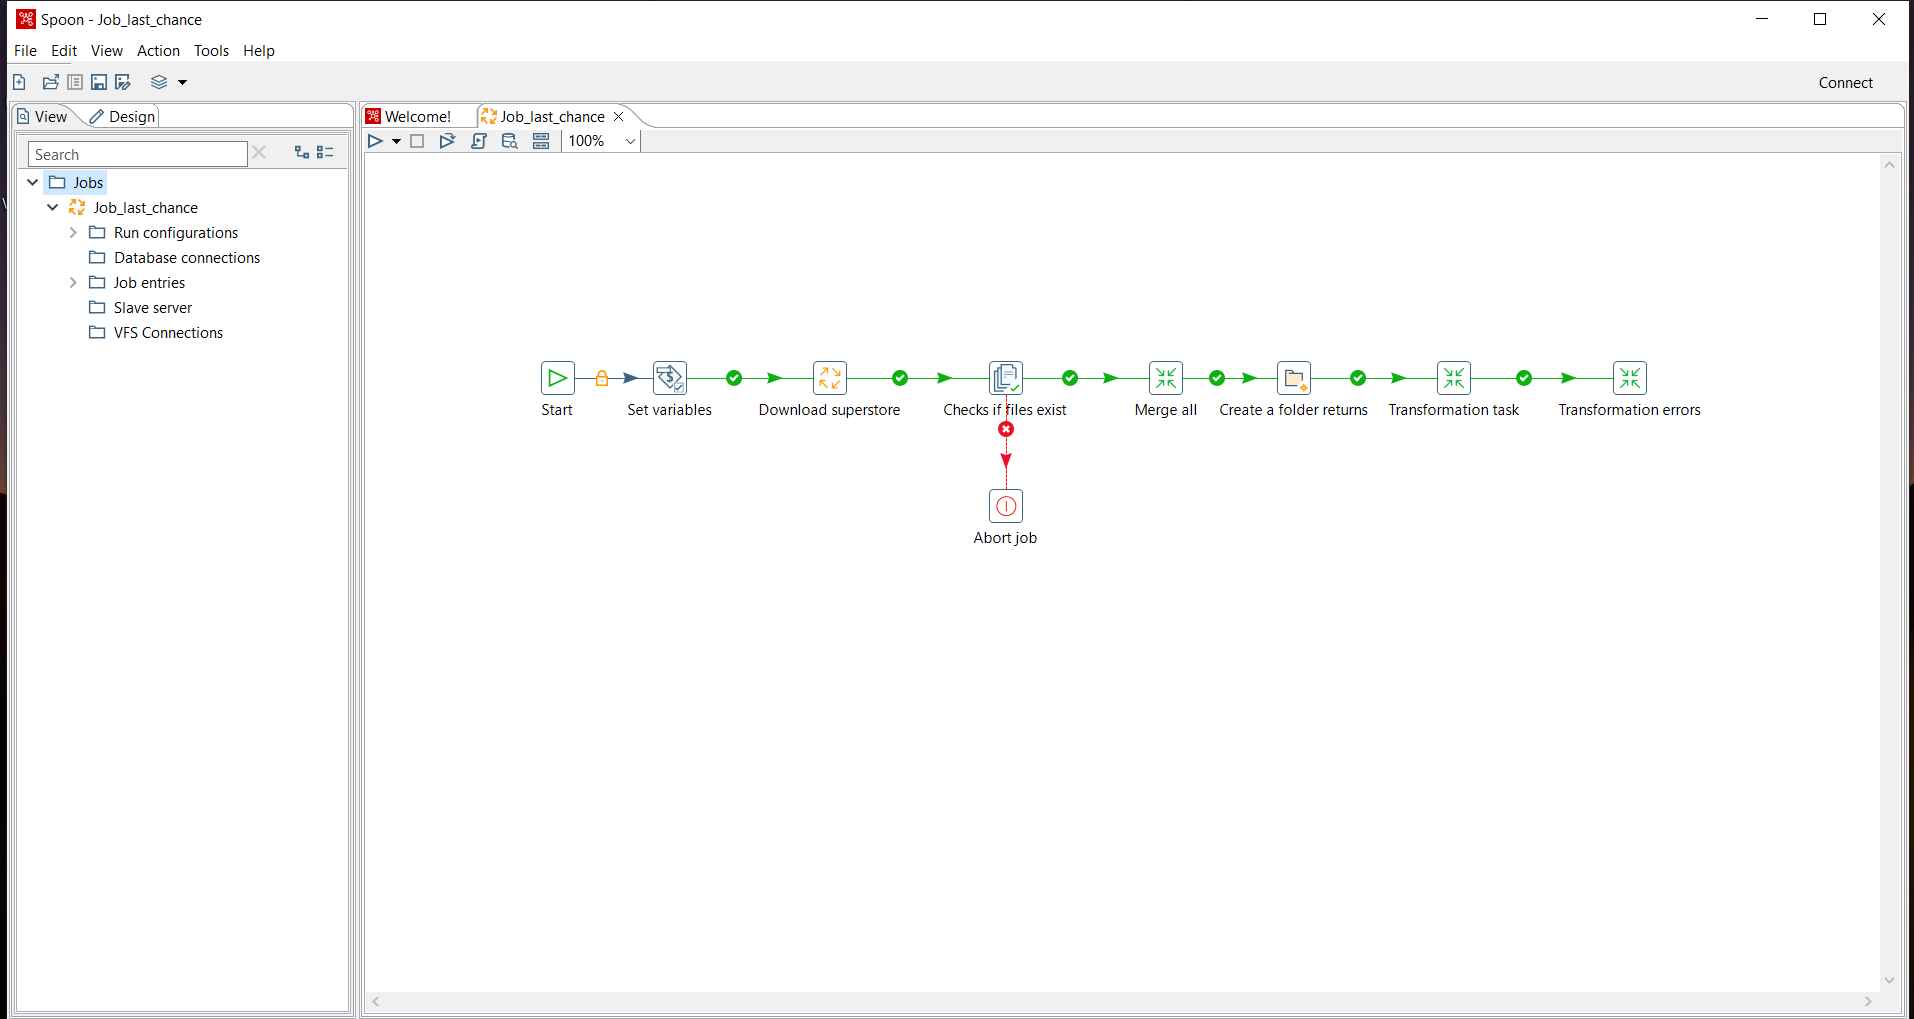 Spoon - Job_last_chance
File Edit View Action Tools Help
Connect
View Design
Welcome! Job_last_chance
100%
Search
Jobs
Job_last_chance
Run configurations
Database connections
Job entries
Slave server
VFS Connections
Start Set variables Download superstore Checks if files exist Merge all Create a folder returns Transformation task Transformation errors
Abort job